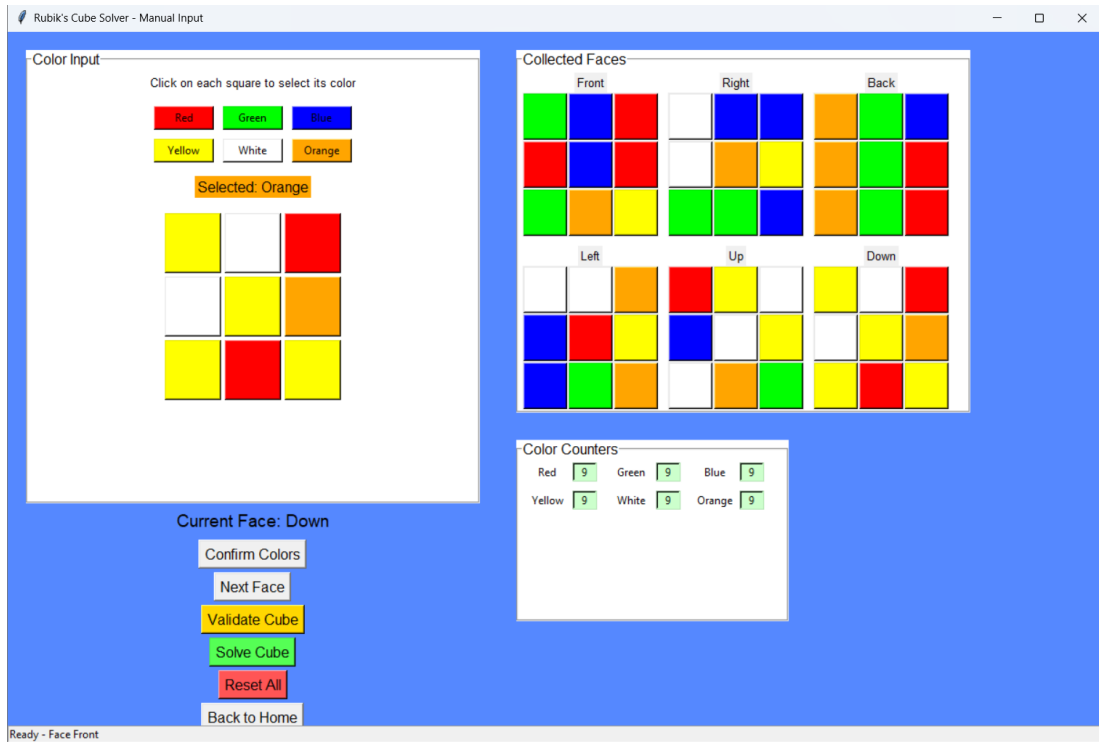 Rubik's Cube Solver - Manual Input
Color Input
Click on each square to select its color
Red Green Blue
Yellow White Orange
Selected: Orange
Current Face: Down
Confirm Colors
Next Face
Validate Cube
Solve Cube
Reset All
Back to Home
Collected Faces
Front Right Back
Left Up Down
Color Counters
Red 9 Green 9 Blue 9
Yellow 9 White 9 Orange 9
Ready - Face Front